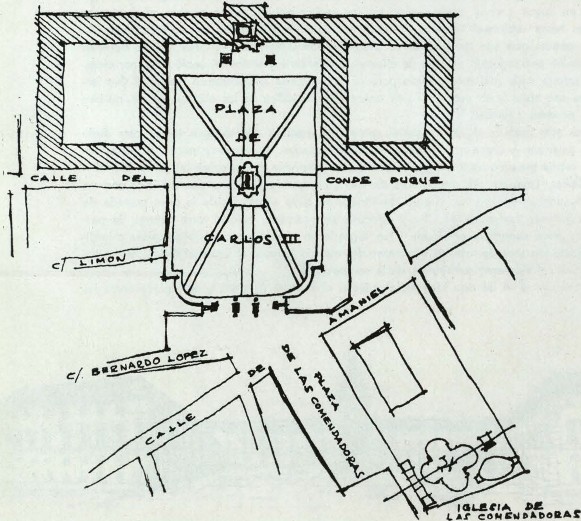 PLAZA
DE
CALLE DEL CONDE DUQUE
CARLOS III
C/ LIMON
AMANIEL
C/ BERNARDO LOPEZ
CALLE DE
PLAZA
DE LAS COMENDADORAS
IGLESIA DE
LAS COMENDADORAS